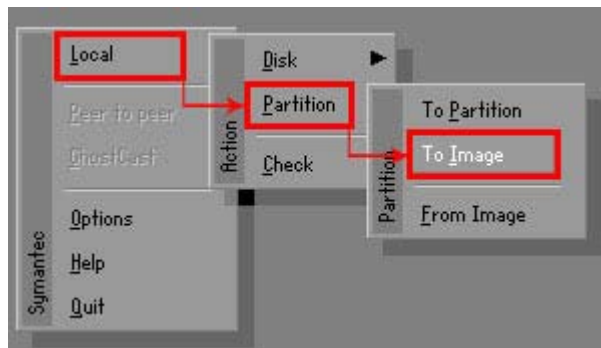 Local
Peer to peer
GhostCast
Options
Help
Quit
Symantec
Disk
Partition
Check
Action
To Partition
To Image
From Image
Partition